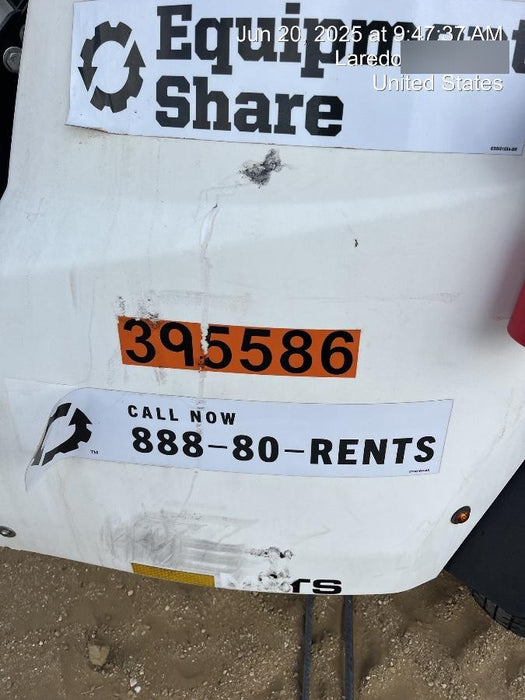 Jun 20, 2025 at 9:47:37 AM
Laredo
United States
Equipment
Share
395586
CALL NOW
888-80-RENTS
TM